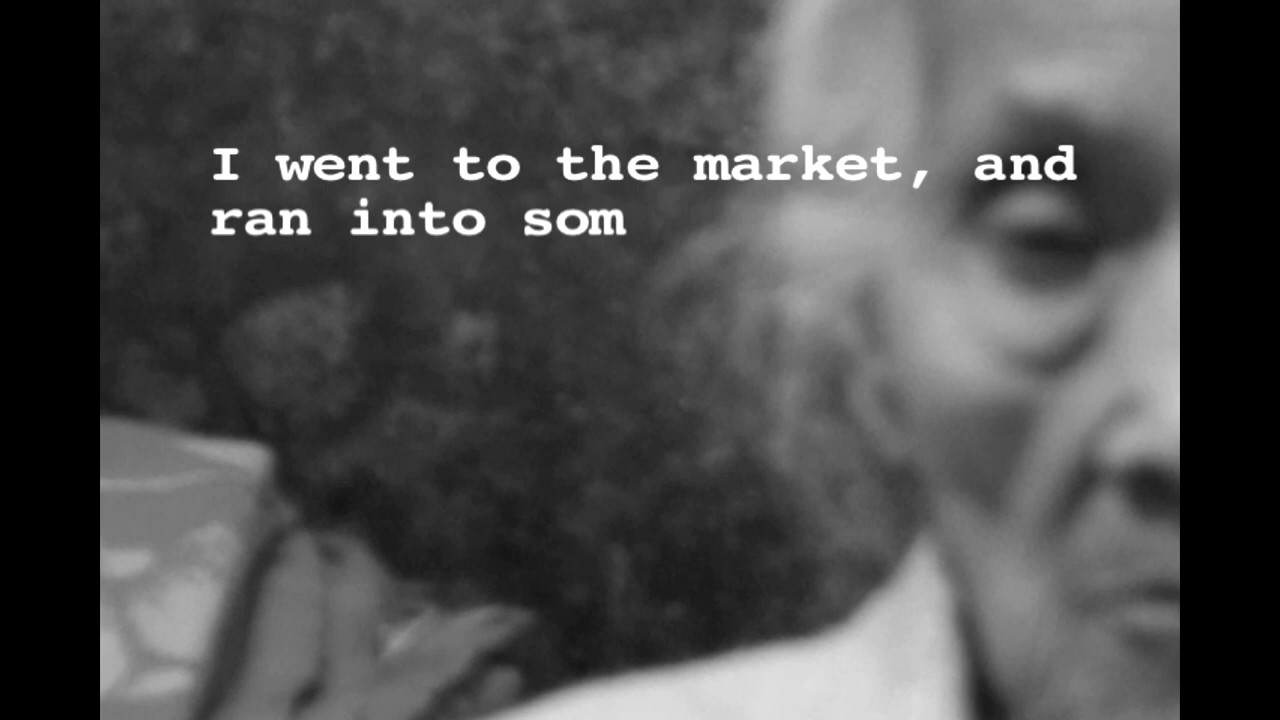 I went to the market, and
ran into som